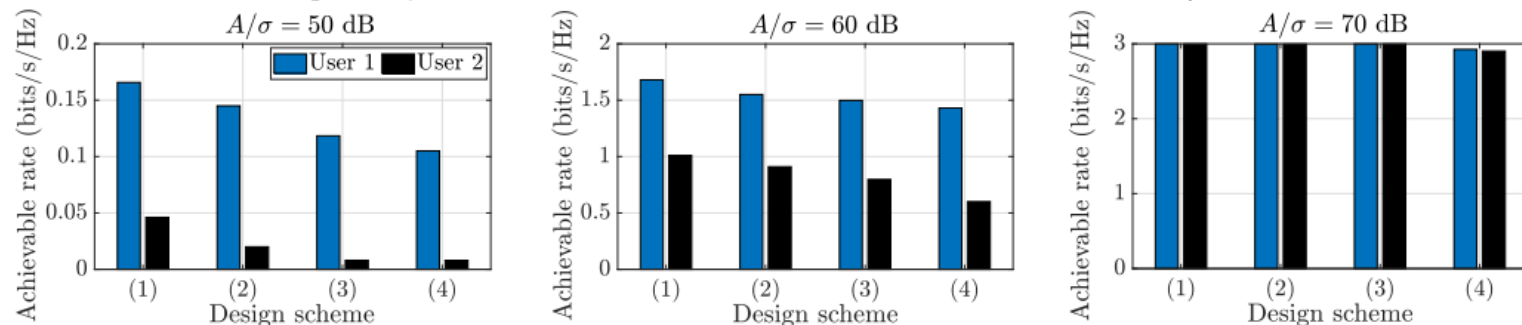 A/σ = 50 dB
Achievable rate (bits/s/Hz)
0.2
0.15
0.1
0.05
0
User 1
User 2
(1)
(2)
(3)
(4)
Design scheme
A/σ = 60 dB
Achievable rate (bits/s/Hz)
2
1.5
1
0.5
0
(1)
(2)
(3)
(4)
Design scheme
A/σ = 70 dB
Achievable rate (bits/s/Hz)
3
2
1
0
(1)
(2)
(3)
(4)
Design scheme